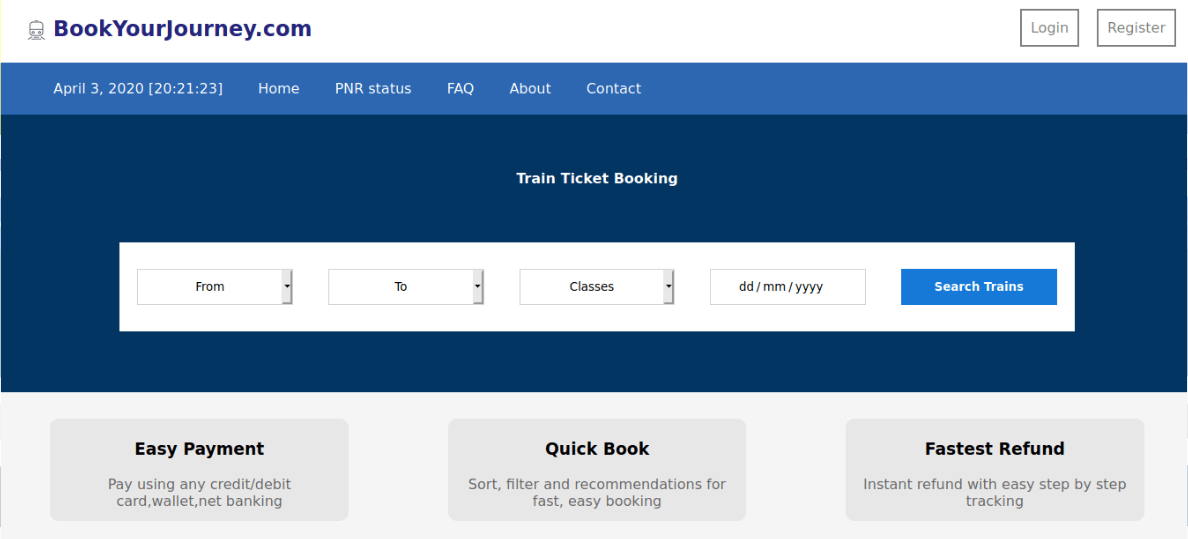 BookYourJourney.com
Login
Register
April 3, 2020 [20:21:23]
Home
PNR status
FAQ
About
Contact
Train Ticket Booking
From
To
Classes
dd / mm / yyyy
Search Trains
Easy Payment
Pay using any credit/debit
card,wallet,net banking
Quick Book
Sort, filter and recommendations for
fast, easy booking
Fastest Refund
Instant refund with easy step by step
tracking